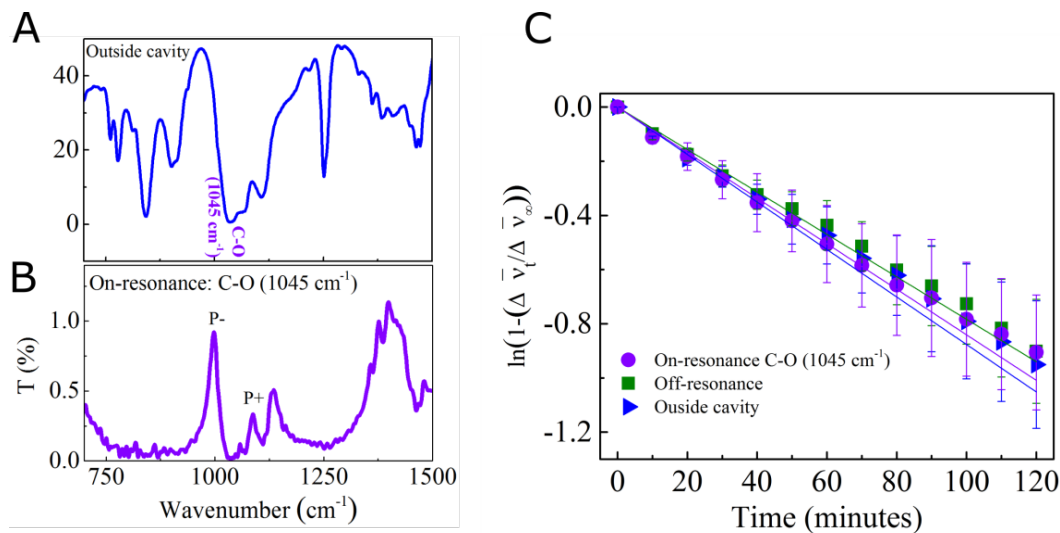 A
Outside cavity
40
20
0
C-O
(1045 cm⁻¹)
B
On-resonance: C-O (1045 cm⁻¹)
P-
P+
T (%)
1.0
0.5
0.0
750 1000 1250 1500
Wavenumber (cm⁻¹)
C
ln(1-(Δν̅t/Δν̅∞))
0.0
-0.4
-0.8
-1.2
On-resonance C-O (1045 cm⁻¹)
Off-resonance
Ouside cavity
0 20 40 60 80 100 120
Time (minutes)